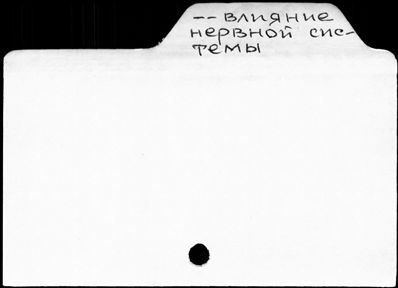 -- влияние
нервной сис-
темы